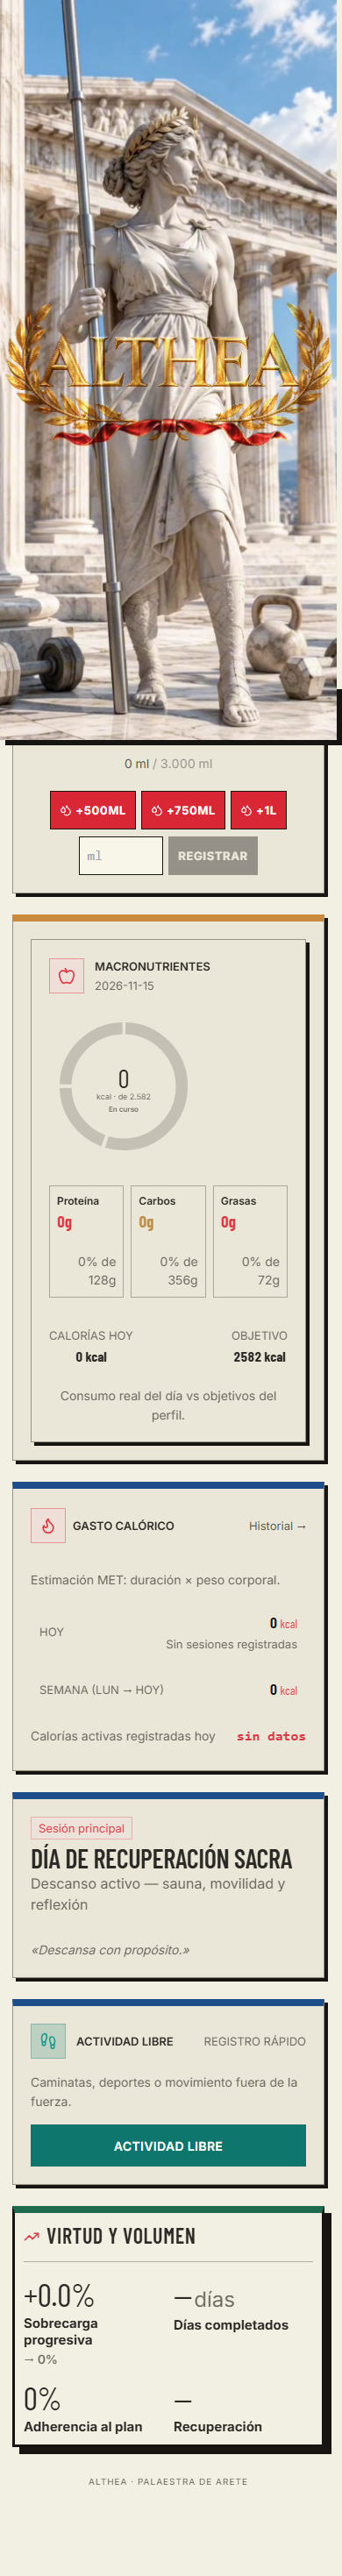 ALTHEA
0 ml / 3.000 ml
+500ML +750ML +1L
ml REGISTRAR
MACRONUTRIENTES
2026-11-15
0
kcal · de 2.582
En curso
Proteína Carbos Grasas
0g 0g 0g
0% de 0% de 0% de
128g 356g 72g
CALORÍAS HOY OBJETIVO
0 kcal 2582 kcal
Consumo real del día vs objetivos del
perfil.
GASTO CALÓRICO Historial →
Estimación MET: duración × peso corporal.
HOY 0 kcal
Sin sesiones registradas
SEMANA (LUN → HOY) 0 kcal
Calorías activas registradas hoy sin datos
Sesión principal
DÍA DE RECUPERACIÓN SACRA
Descanso activo — sauna, movilidad y
reflexión
«Descansa con propósito.»
ACTIVIDAD LIBRE REGISTRO RÁPIDO
Caminatas, deportes o movimiento fuera de la
fuerza.
ACTIVIDAD LIBRE
VIRTUD Y VOLUMEN
+0.0% — días
Sobrecarga Días completados
progresiva
→ 0%
0% —
Adherencia al plan Recuperación
ALTHEA · PALAESTRA DE ARETE